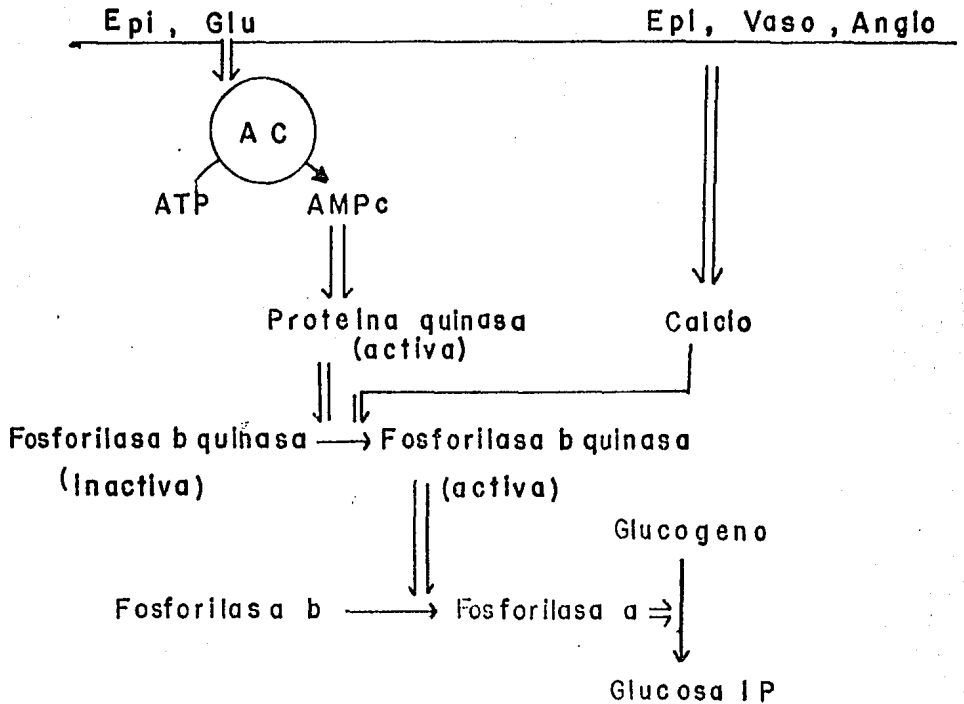 Epi, Glu
Epi, Vaso, Angio
AC
ATP
AMPc
Proteina quinasa
(activa)
Calcio
Fosforilasa b quinasa
(inactiva)
Fosforilasa b quinasa
(activa)
Glucogeno
Fosforilasa b
Fosforilasa a
Glucosa 1P